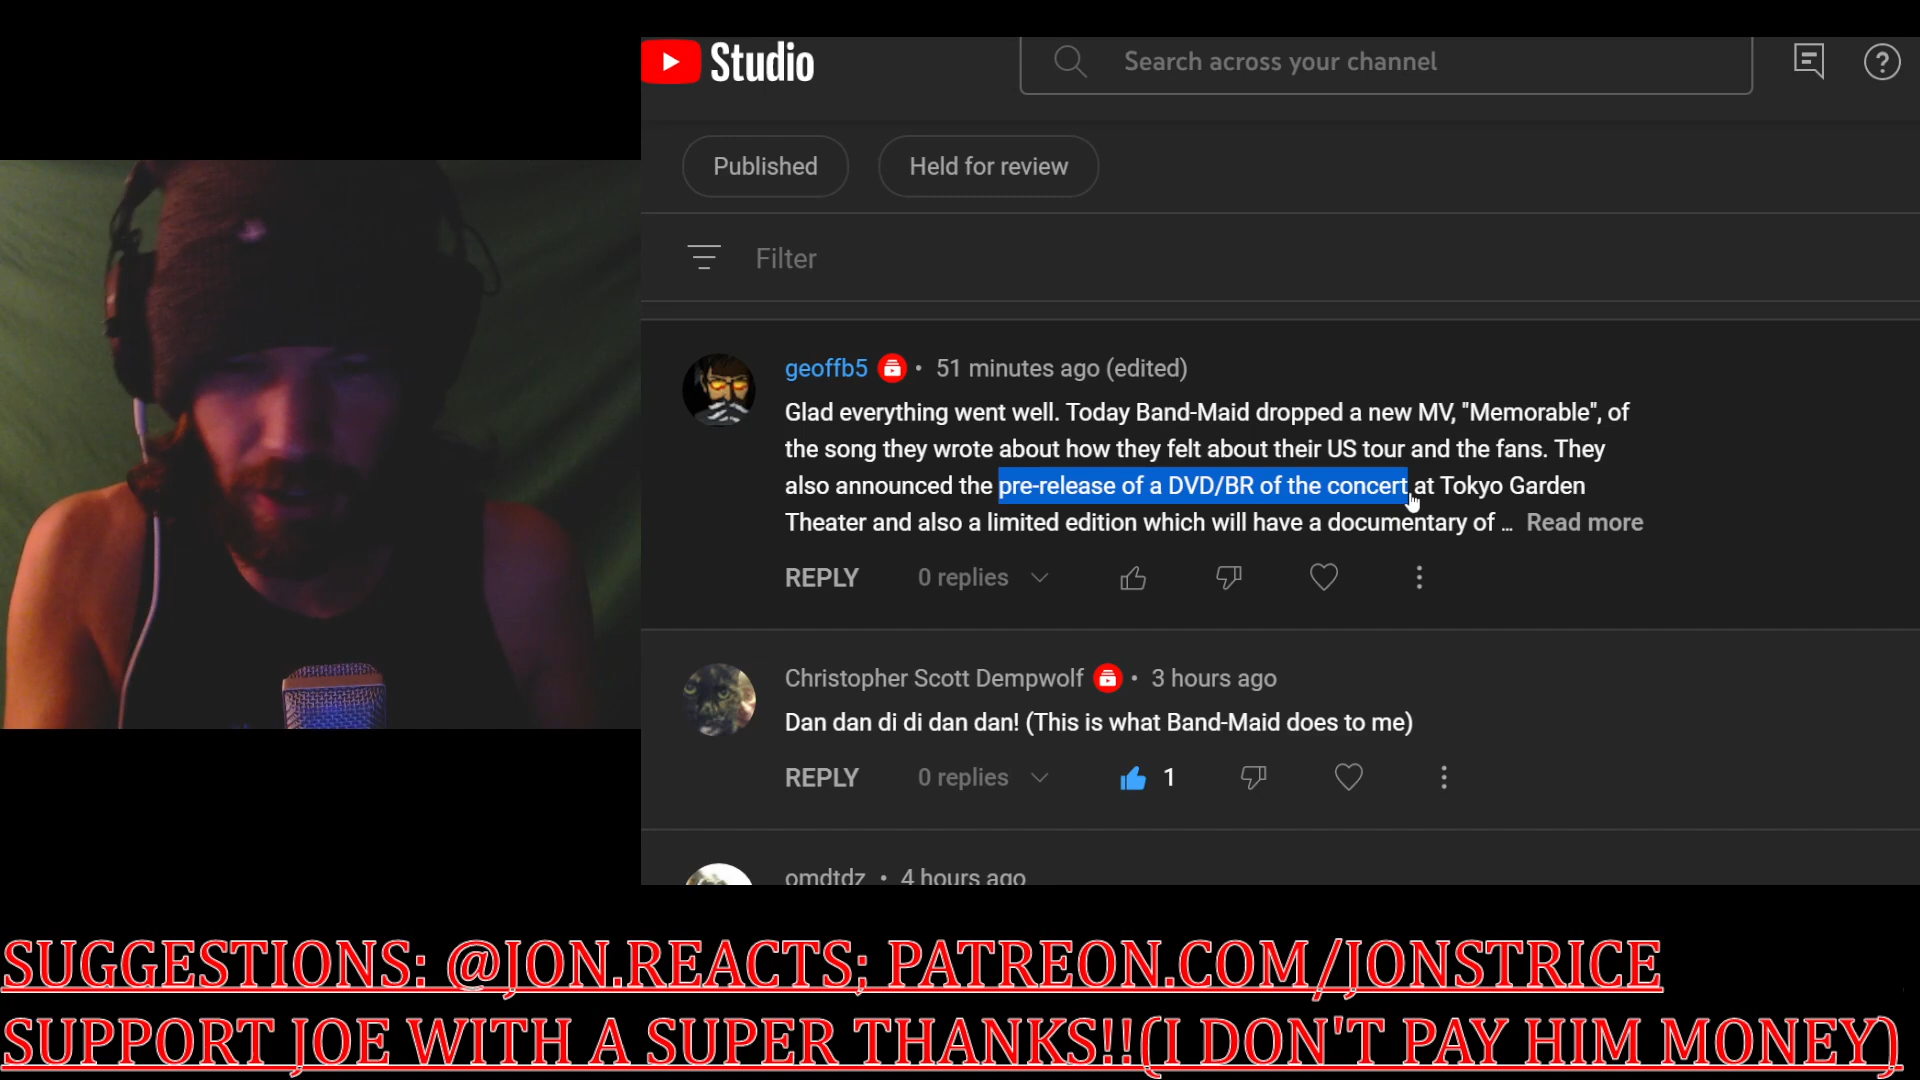 Studio
Search across your channel
Published
Held for review
Filter
geoffb5 • 51 minutes ago (edited)
Glad everything went well. Today Band-Maid dropped a new MV, "Memorable", of
the song they wrote about how they felt about their US tour and the fans. They
also announced the pre-release of a DVD/BR of the concert at Tokyo Garden
Theater and also a limited edition which will have a documentary of ... Read more
REPLY 0 replies
Christopher Scott Dempwolf • 3 hours ago
Dan dan di di dan dan! (This is what Band-Maid does to me)
REPLY 0 replies 1
omdtdz • 4 hours ago
SUGGESTIONS: @JON.REACTS; PATREON.COM/JONSTRICE
SUPPORT JOE WITH A SUPER THANKS!!(I DON'T PAY HIM MONEY)